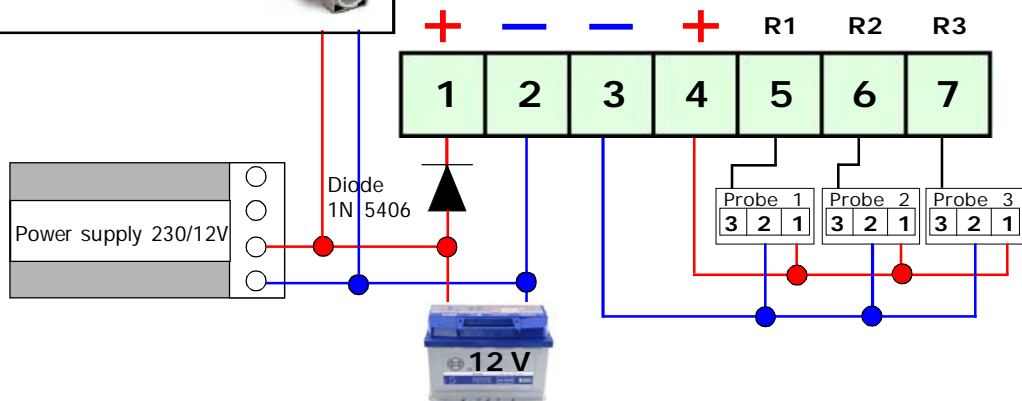 + — — + R1 R2 R3
1 2 3 4 5 6 7
Diode
1N 5406
Power supply 230/12V
Probe 1
3 2 1
Probe 2
3 2 1
Probe 3
3 2 1
12 V